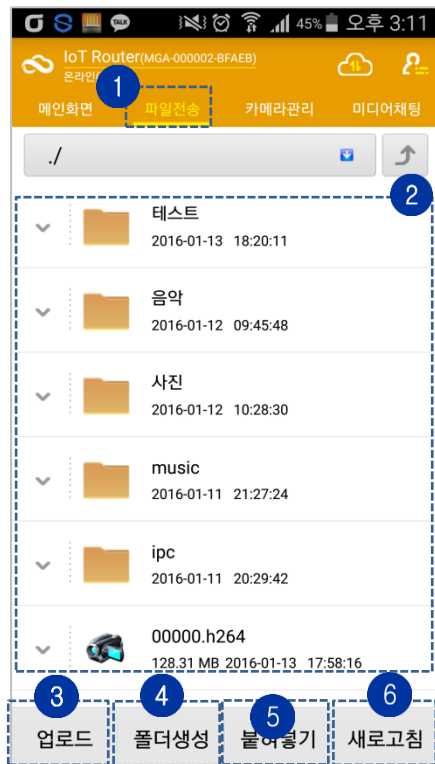 TALK 45% 오후 3:11
IoT Router(MGA-000002-BFAEB)
온라인
1
메인화면 파일전송 카메라관리 미디어채팅
./
2
테스트
2016-01-13 18:20:11
음악
2016-01-12 09:45:48
사진
2016-01-12 10:28:30
music
2016-01-11 21:27:24
ipc
2016-01-11 20:29:42
00000.h264
128.31 MB 2016-01-13 17:58:16
3 4 5 6
업로드 폴더생성 붙여넣기 새로고침